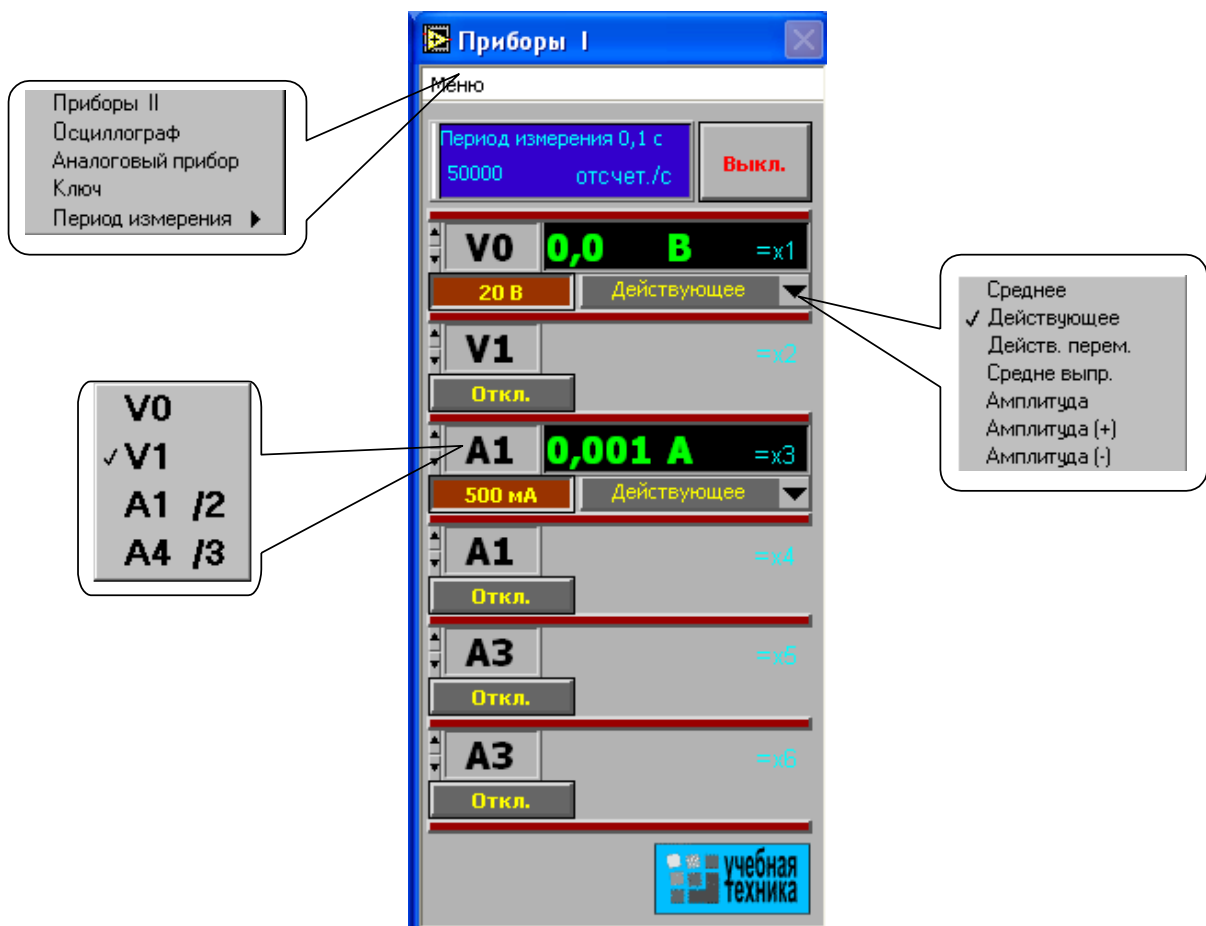 Приборы I
Меню
Приборы II
Осциллограф
Аналоговый прибор
Ключ
Период измерения
Период измерения 0,1 с
50000 отсчет./с
Выкл.
V0 0,0 В =x1
20 В Действующее
V1 =x2
Откл.
A1 0,001 А =x3
500 мА Действующее
A1 =x4
Откл.
A3 =x5
Откл.
A3 =x6
Откл.
учебная
техника
V0
V1
A1 /2
A4 /3
Среднее
Действующее
Действ. перем.
Средне выпр.
Амплитуда
Амплитуда (+)
Амплитуда (-)